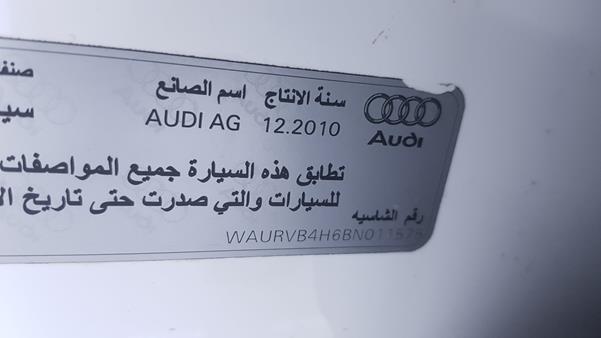 سنة الانتاج اسم الصانع
AUDI AG 12.2010
Audi
تطابق هذه السيارة جميع المواصفات
للسيارات والتي صدرت حتى تاريخ
رقم الشاسيه
WAURVB4H6BN011575